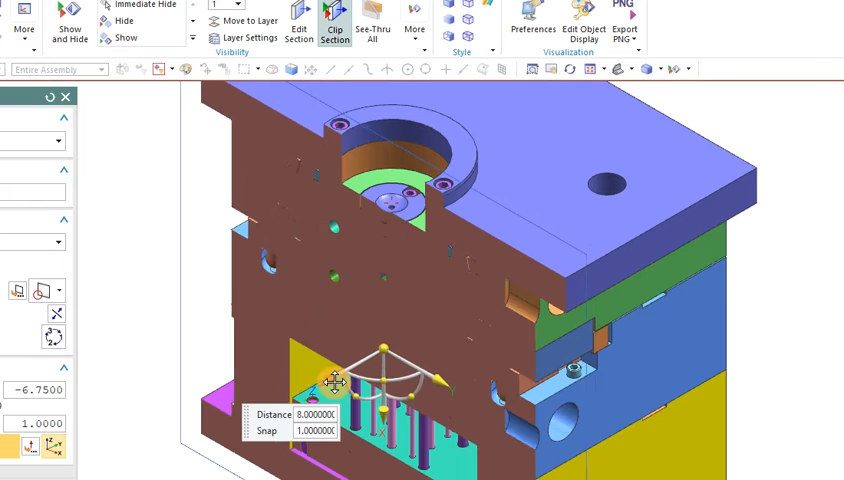 Immediate Hide
Hide
Show
More
Show
and Hide
1
Move to Layer
Layer Settings
Visibility
Edit
Section
Clip
Section
See-Thru
All
More
Style
Preferences
Edit Object
Display
PNG
Export
PNG
Visualization
Entire Assembly
-6.7500
1.0000
Z
Y
X
Distance 8.0000000
Snap 1.0000000